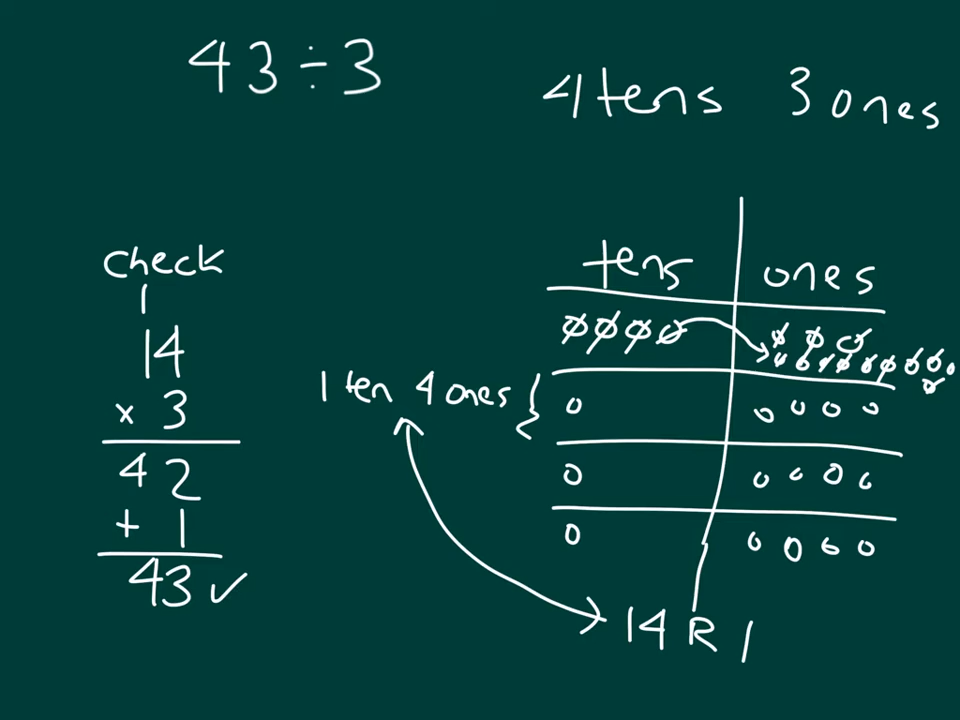 43 ÷ 3
4 tens 3 ones
check
1
14
x 3
42
+ 1
43 ✓
tens ones
1 ten 4 ones
14 R 1